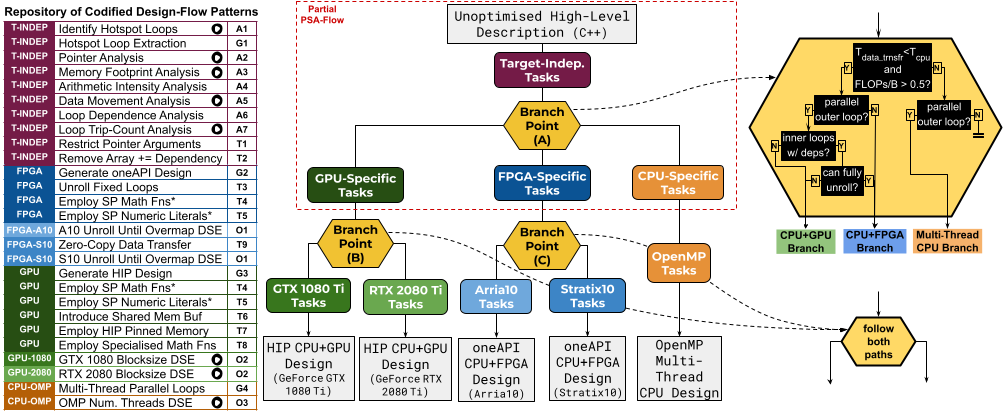 Repository of Codified Design-Flow Patterns
T-INDEP Identify Hotspot Loops A1
T-INDEP Hotspot Loop Extraction G1
T-INDEP Pointer Analysis A2
T-INDEP Memory Footprint Analysis A3
T-INDEP Arithmetic Intensity Analysis A4
T-INDEP Data Movement Analysis A5
T-INDEP Loop Dependence Analysis A6
T-INDEP Loop Trip-Count Analysis A7
T-INDEP Restrict Pointer Arguments T1
T-INDEP Remove Array += Dependency T2
FPGA Generate oneAPI Design G2
FPGA Unroll Fixed Loops T3
FPGA Employ SP Math Fns* T4
FPGA Employ SP Numeric Literals* T5
FPGA-A10 A10 Unroll Until Overmap DSE O1
FPGA-S10 Zero-Copy Data Transfer T9
FPGA-S10 S10 Unroll Until Overmap DSE O1
GPU Generate HIP Design G3
GPU Employ SP Math Fns* T4
GPU Employ SP Numeric Literals* T5
GPU Introduce Shared Mem Buf T6
GPU Employ HIP Pinned Memory T7
GPU Employ Specialised Math Fns T8
GPU-1080 GTX 1080 Blocksize DSE O2
GPU-2080 RTX 2080 Blocksize DSE O2
CPU-OMP Multi-Thread Parallel Loops G4
CPU-OMP OMP Num. Threads DSE O3
Partial
PSA-Flow
Unoptimised High-Level
Description (C++)
Target-Indep.
Tasks
Branch
Point
(A)
GPU-Specific
Tasks
FPGA-Specific
Tasks
CPU-Specific
Tasks
Branch
Point
(B)
Branch
Point
(C)
OpenMP
Tasks
GTX 1080 Ti
Tasks
RTX 2080 Ti
Tasks
Arria10
Tasks
Stratix10
Tasks
HIP CPU+GPU
Design
(GeForce GTX
1080 Ti)
HIP CPU+GPU
Design
(GeForce RTX
2080 Ti)
oneAPI
CPU+FPGA
Design
(Arria10)
oneAPI
CPU+FPGA
Design
(Stratix10)
OpenMP
Multi-
Thread
CPU Design
T data_trnsfr<T cpu
and
FLOPs/B > 0.5?
Y
N
parallel
outer loop?
Y
N
parallel
outer loop?
Y
N
inner loops
w/ deps?
N
Y
can fully
unroll?
N
Y
CPU+GPU
Branch
CPU+FPGA
Branch
Multi-Thread
CPU Branch
follow
both
paths